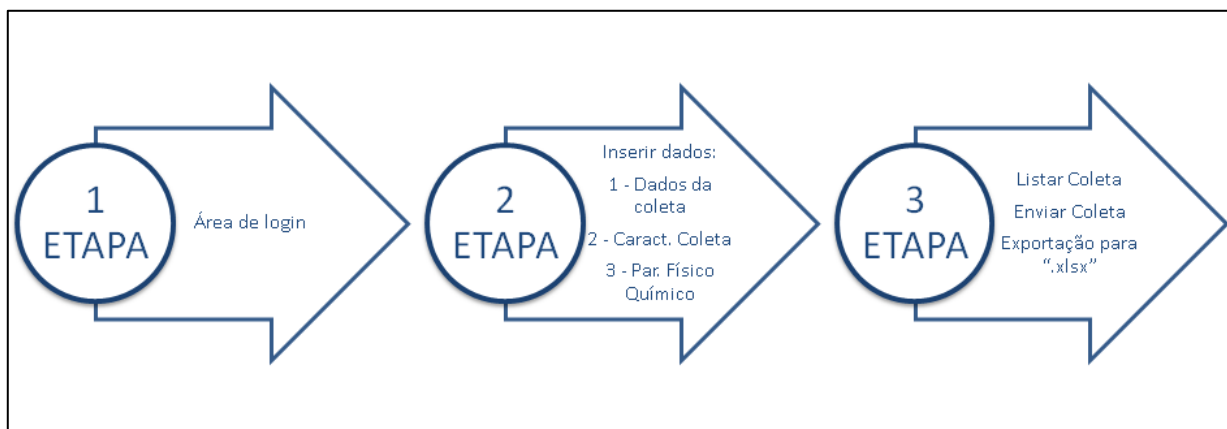 1
ETAPA
Área de login
2
ETAPA
Inserir dados:
1 - Dados da
coleta
2 - Caract. Coleta
3 - Par. Físico
Químico
3
ETAPA
Listar Coleta
Enviar Coleta
Exportação para
“.xlsx”